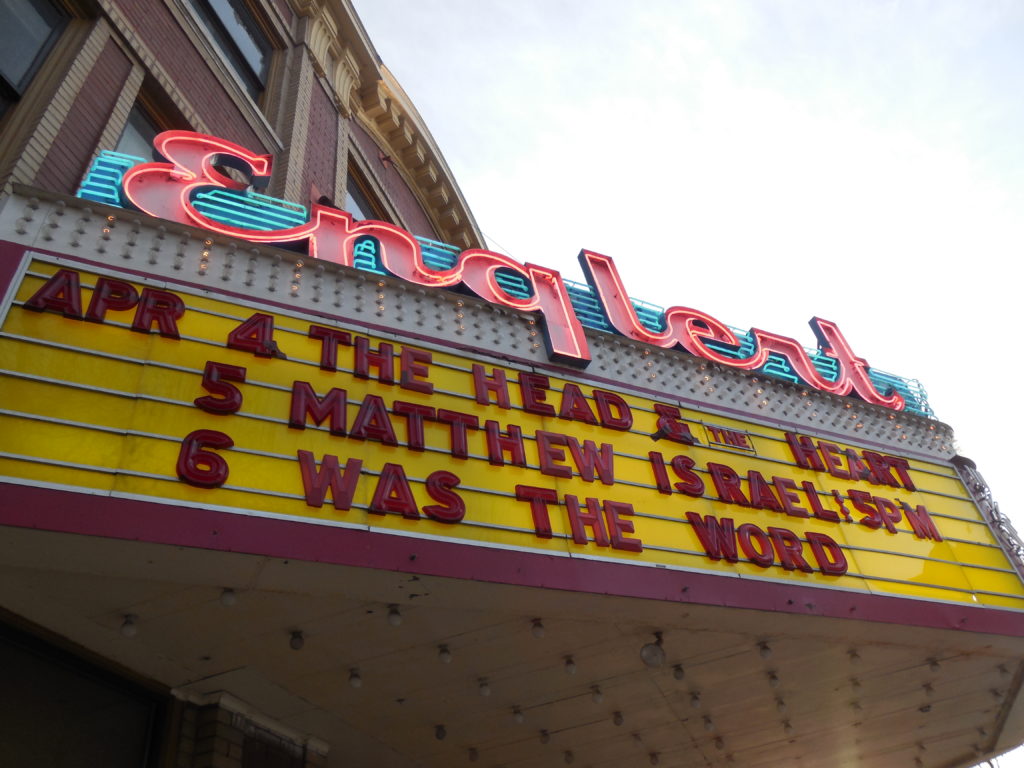 Englert
APR 4 THE HEAD & THE HEART
5 MATTHEW ISRAEL: 5PM
6 WAS THE WORD